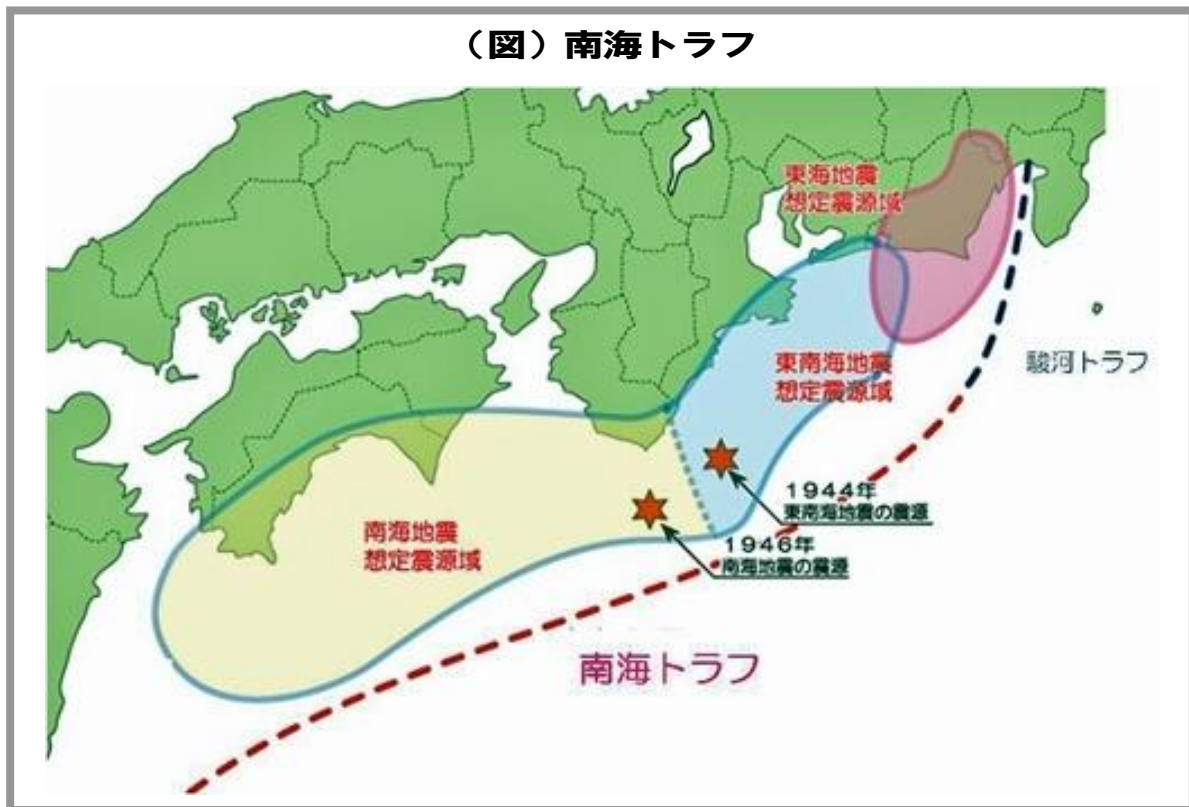 （図）南海トラフ
東海地震
想定震源域
駿河トラフ
東南海地震
想定震源域
1944年
東南海地震の震源
1946年
南海地震の震源
南海地震
想定震源域
南海トラフ